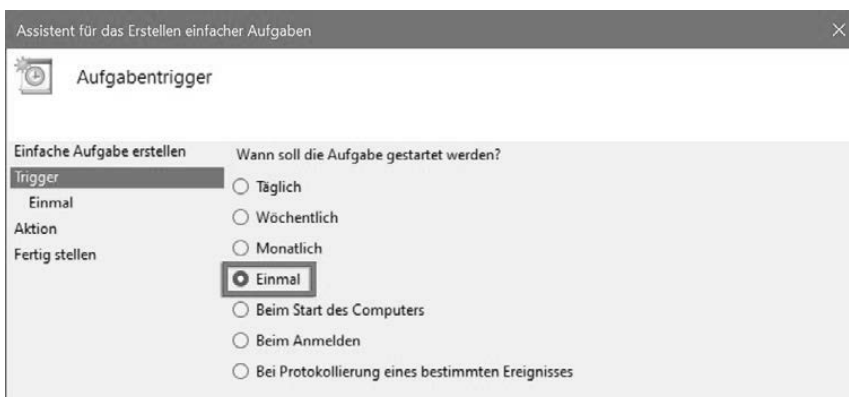 Assistent für das Erstellen einfacher Aufgaben
Aufgabentrigger
Einfache Aufgabe erstellen
Trigger
Einmal
Aktion
Fertig stellen
Wann soll die Aufgabe gestartet werden?
Täglich
Wöchentlich
Monatlich
Einmal
Beim Start des Computers
Beim Anmelden
Bei Protokollierung eines bestimmten Ereignisses